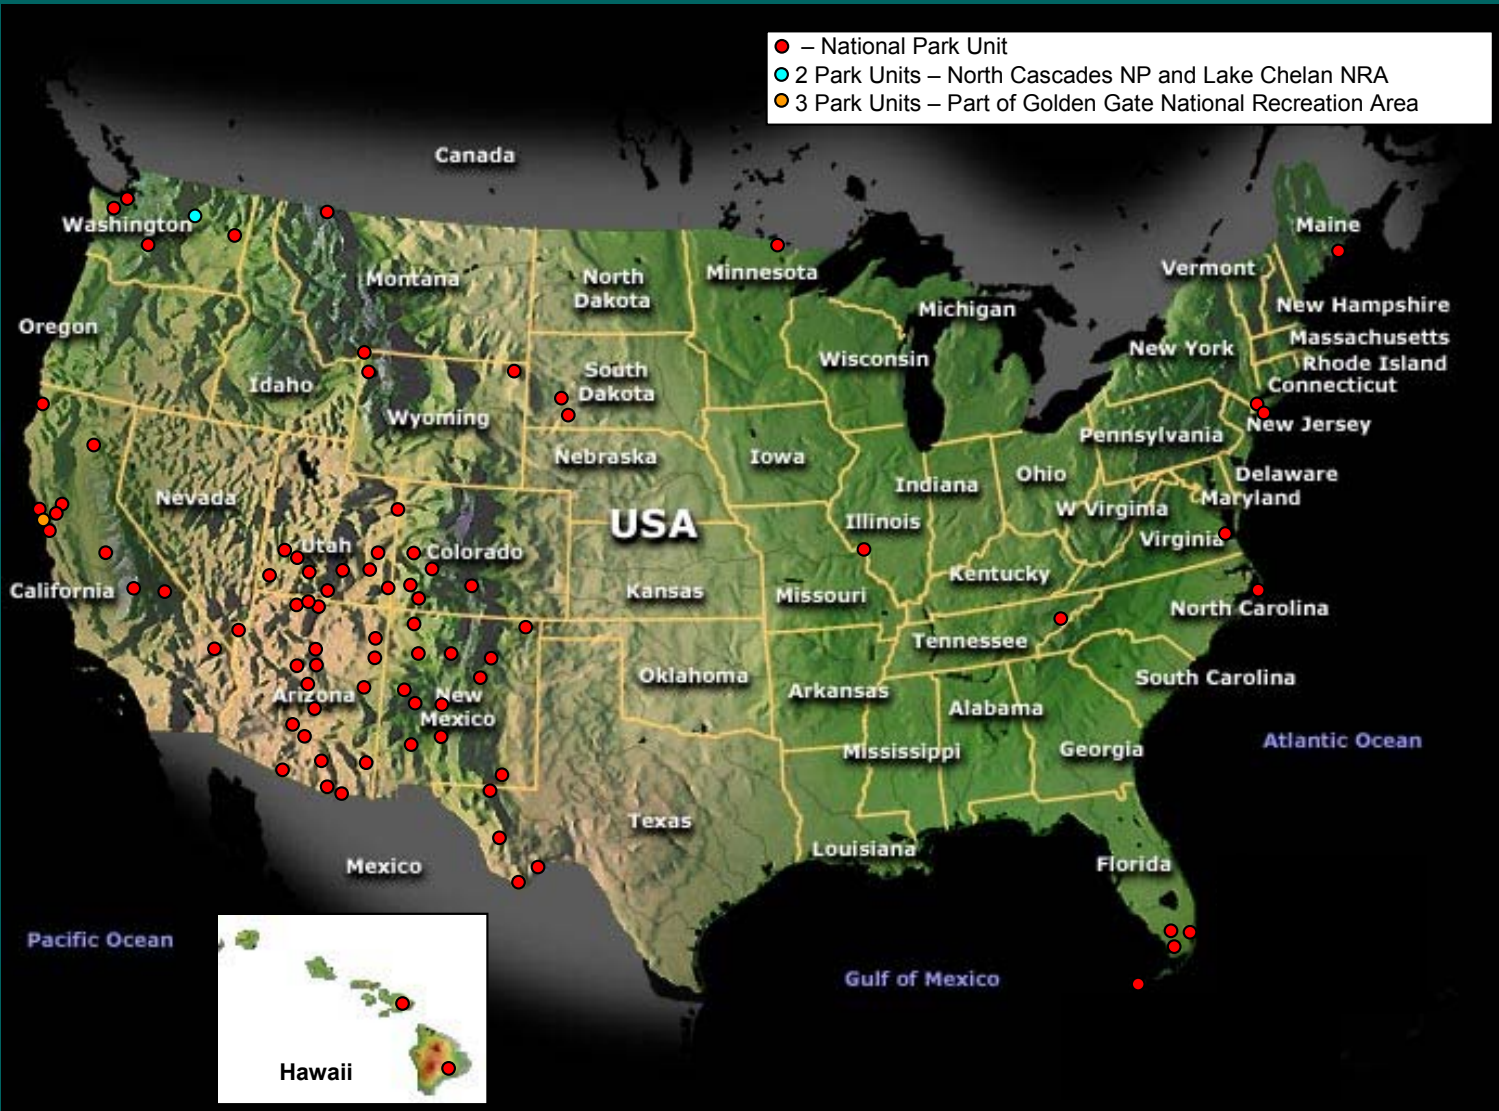 – National Park Unit
2 Park Units – North Cascades NP and Lake Chelan NRA
3 Park Units – Part of Golden Gate National Recreation Area
Canada
Washington
Maine
Montana
North
Dakota
Minnesota
Vermont
Michigan
New Hampshire
Oregon
Massachusetts
New York
Wisconsin
Rhode Island
Idaho
South
Dakota
Connecticut
Wyoming
New Jersey
Pennsylvania
Nebraska
Iowa
Ohio
Delaware
Indiana
Nevada
Maryland
W Virginia
USA
Illinois
Virginia
Utah
Colorado
Kentucky
California
Kansas
Missouri
North Carolina
Tennessee
Oklahoma
South Carolina
Arkansas
Arizona
New
Mexico
Alabama
Atlantic Ocean
Mississippi
Georgia
Texas
Louisiana
Florida
Mexico
Pacific Ocean
Gulf of Mexico
Hawaii